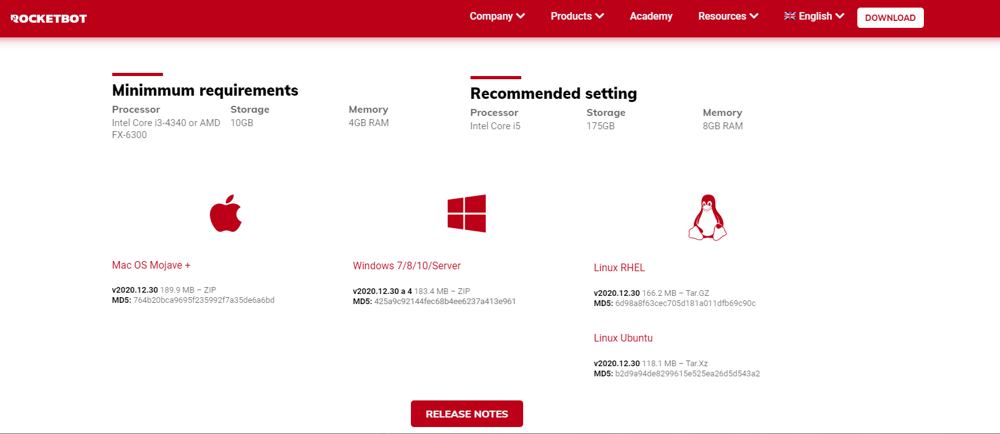 ROCKETBOT
Company
Products
Academy
Resources
English
DOWNLOAD
Minimmum requirements
Processor
Intel Core i3-4340 or AMD
FX-6300
Storage
10GB
Memory
4GB RAM
Recommended setting
Processor
Intel Core i5
Storage
175GB
Memory
8GB RAM
Mac OS Mojave +
v2020.12.30 189.9 MB – ZIP
MD5: 764b20bca9695f235992f7a35de6a6bd
Windows 7/8/10/Server
v2020.12.30 a 4 183.4 MB – ZIP
MD5: 425a9c92144fec68b4ee6237a413e961
Linux RHEL
v2020.12.30 166.2 MB – Tar.GZ
MD5: 6d98a8f63cec705d181a011dfb69c90c
Linux Ubuntu
v2020.12.30 118.1 MB – Tar.Xz
MD5: b2d9a94de8299615e525ea26d5d543a2
RELEASE NOTES